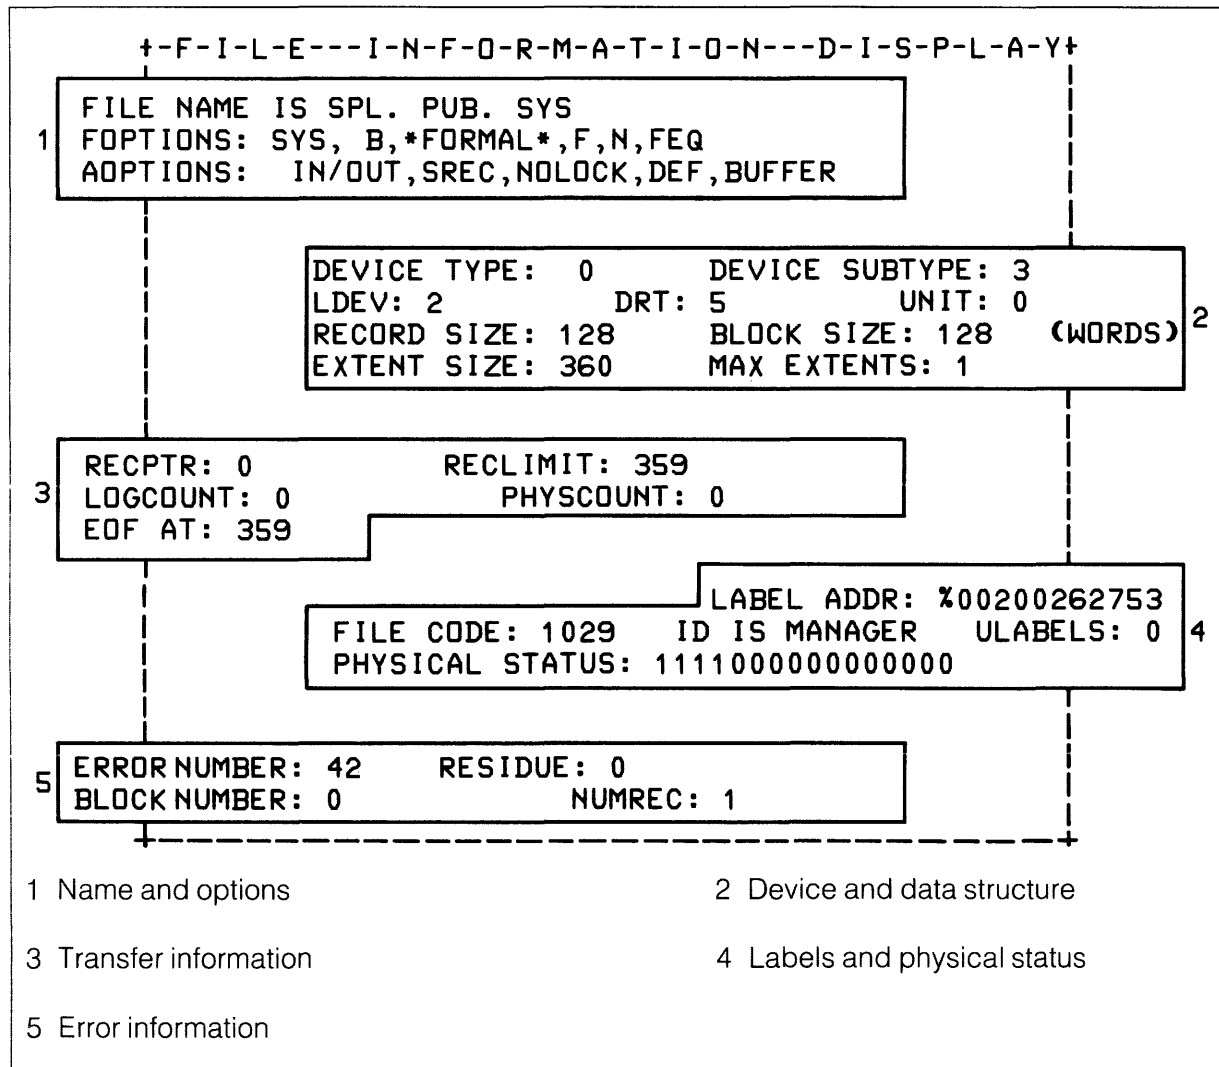 +-F-I-L-E---I-N-F-O-R-M-A-T-I-O-N---D-I-S-P-L-A-Y+
1
FILE NAME IS SPL. PUB. SYS
FOPTIONS: SYS, B,*FORMAL*,F,N,FEQ
AOPTIONS: IN/OUT,SREC,NOLOCK,DEF,BUFFER
DEVICE TYPE: 0 DEVICE SUBTYPE: 3
LDEV: 2 DRT: 5 UNIT: 0
2
RECORD SIZE: 128 BLOCK SIZE: 128 (WORDS)
EXTENT SIZE: 360 MAX EXTENTS: 1
RECPTR: 0 RECLIMIT: 359
3 LOGCOUNT: 0 PHYSCOUNT: 0
EOF AT: 359
LABEL ADDR: %00200262753
FILE CODE: 1029 ID IS MANAGER ULABELS: 0 4
PHYSICAL STATUS: 1111000000000000
ERROR NUMBER: 42 RESIDUE: 0
5
BLOCK NUMBER: 0 NUMREC: 1
1 Name and options 2 Device and data structure
3 Transfer information 4 Labels and physical status
5 Error information